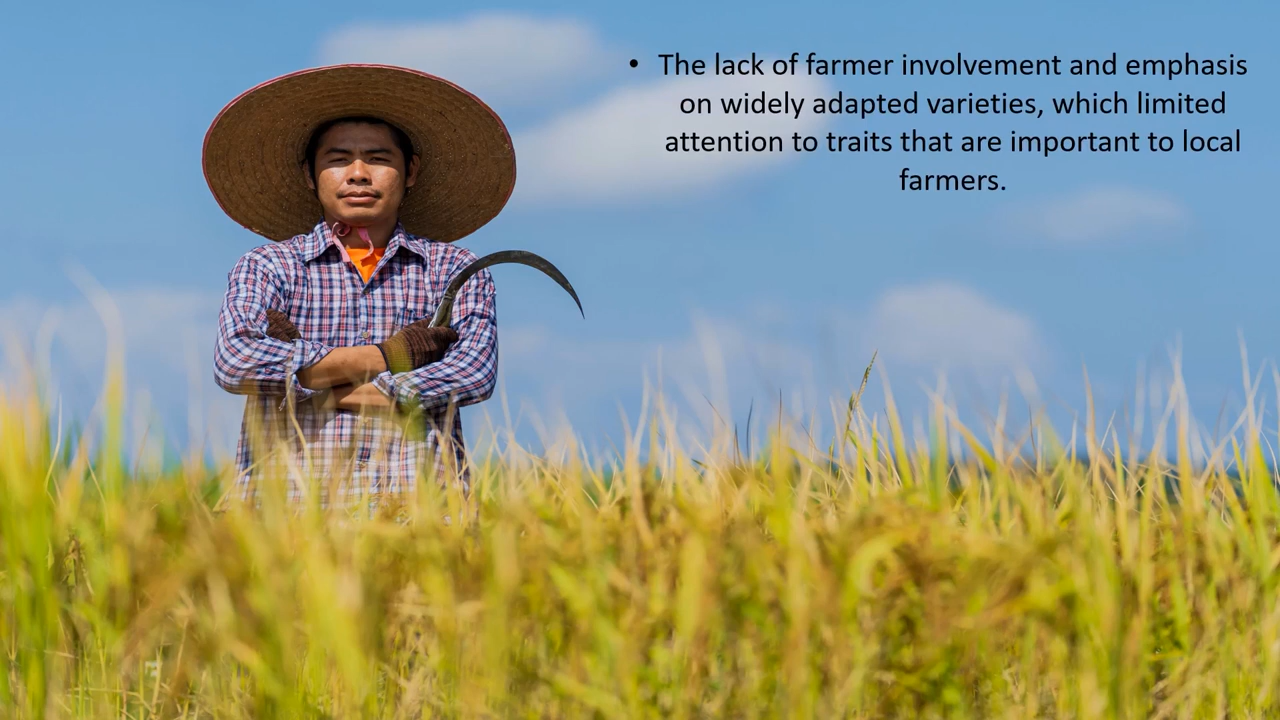 • The lack of farmer involvement and emphasis
on widely adapted varieties, which limited
attention to traits that are important to local
farmers.